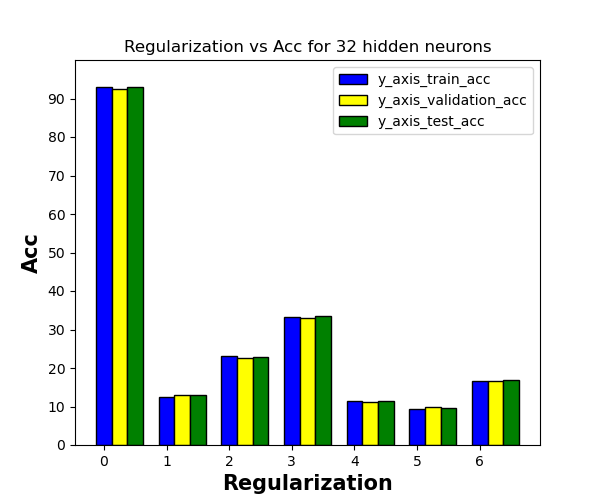 Regularization vs Acc for 32 hidden neurons
y_axis_train_acc
y_axis_validation_acc
y_axis_test_acc
90
80
70
60
50
40
30
20
10
0
Acc
0 1 2 3 4 5 6
Regularization